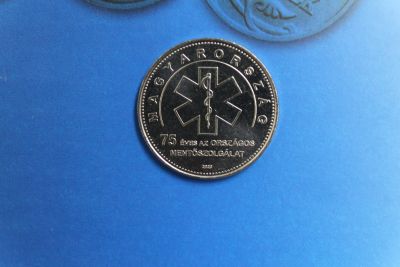 MAGYARORSZÁG
75 ÉVES AZ ORSZÁGOS
MENTŐSZOLGÁLAT